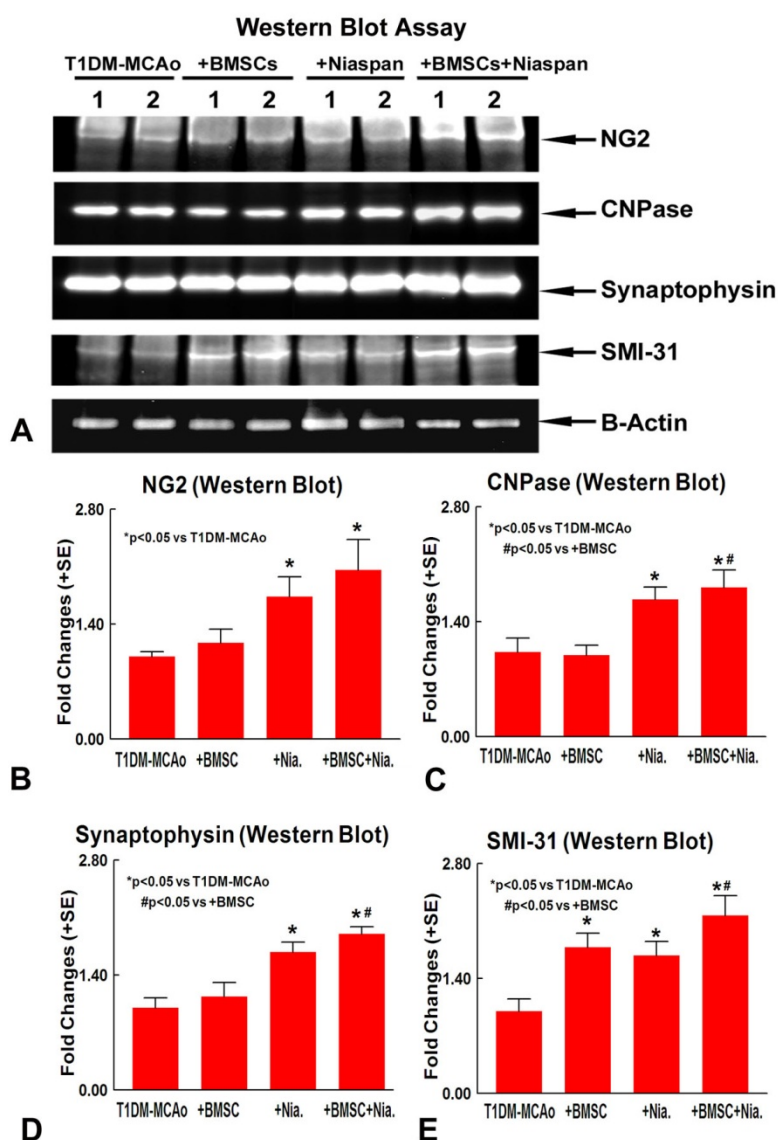 Western Blot Assay
T1DM-MCAo +BMSCs +Niaspan +BMSCs+Niaspan
1 2 1 2 1 2 1 2
NG2
CNPase
Synaptophysin
SMI-31
B-Actin
A
NG2 (Western Blot)
2.80
*p<0.05 vs T1DM-MCAo
* *
1.40
Fold Changes (+SE)
0.00
T1DM-MCAo +BMSC +Nia. +BMSC+Nia.
B
CNPase (Western Blot)
2.80
*p<0.05 vs T1DM-MCAo
#p<0.05 vs +BMSC
* *#
1.40
Fold Changes (+SE)
0.00
T1DM-MCAo +BMSC +Nia. +BMSC+Nia.
C
Synaptophysin (Western Blot)
2.80
*p<0.05 vs T1DM-MCAo
#p<0.05 vs +BMSC
* *#
1.40
Fold Changes (+SE)
0.00
T1DM-MCAo +BMSC +Nia. +BMSC+Nia.
D
SMI-31 (Western Blot)
2.80
*p<0.05 vs T1DM-MCAo
#p<0.05 vs +BMSC
* * *#
1.40
Fold Changes (+SE)
0.00
T1DM-MCAo +BMSC +Nia. +BMSC+Nia.
E